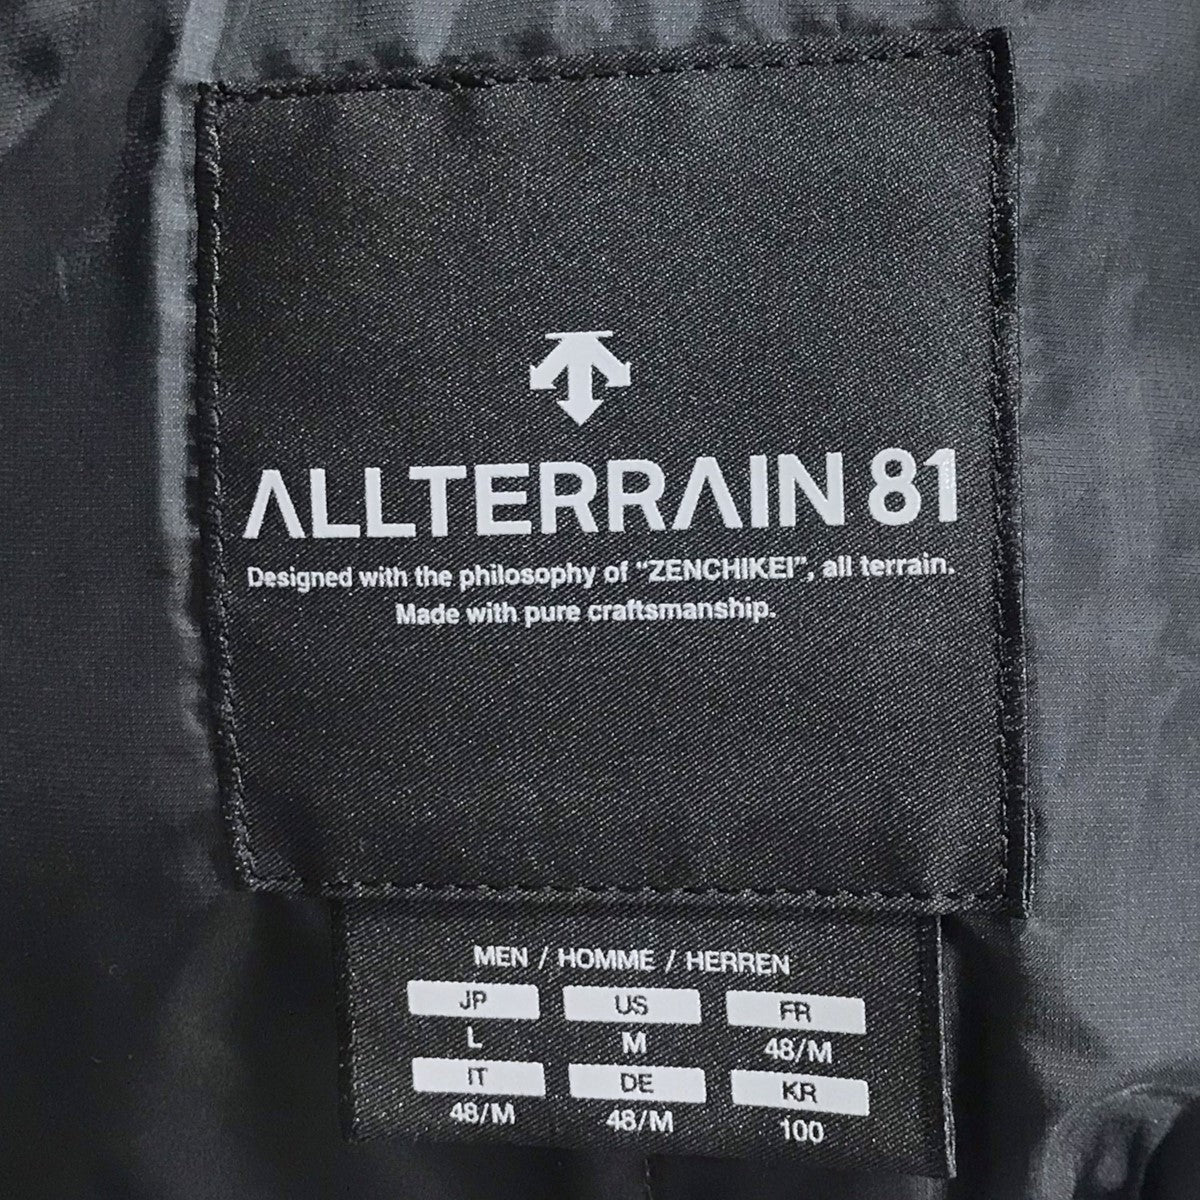 ALLTERRAIN 81
Designed with the philosophy of "ZENCHIKEI", all terrain.
Made with pure craftsmanship.
MEN / HOMME / HERREN
JP US FR
L M 48/M
IT DE KR
48/M 48/M 100